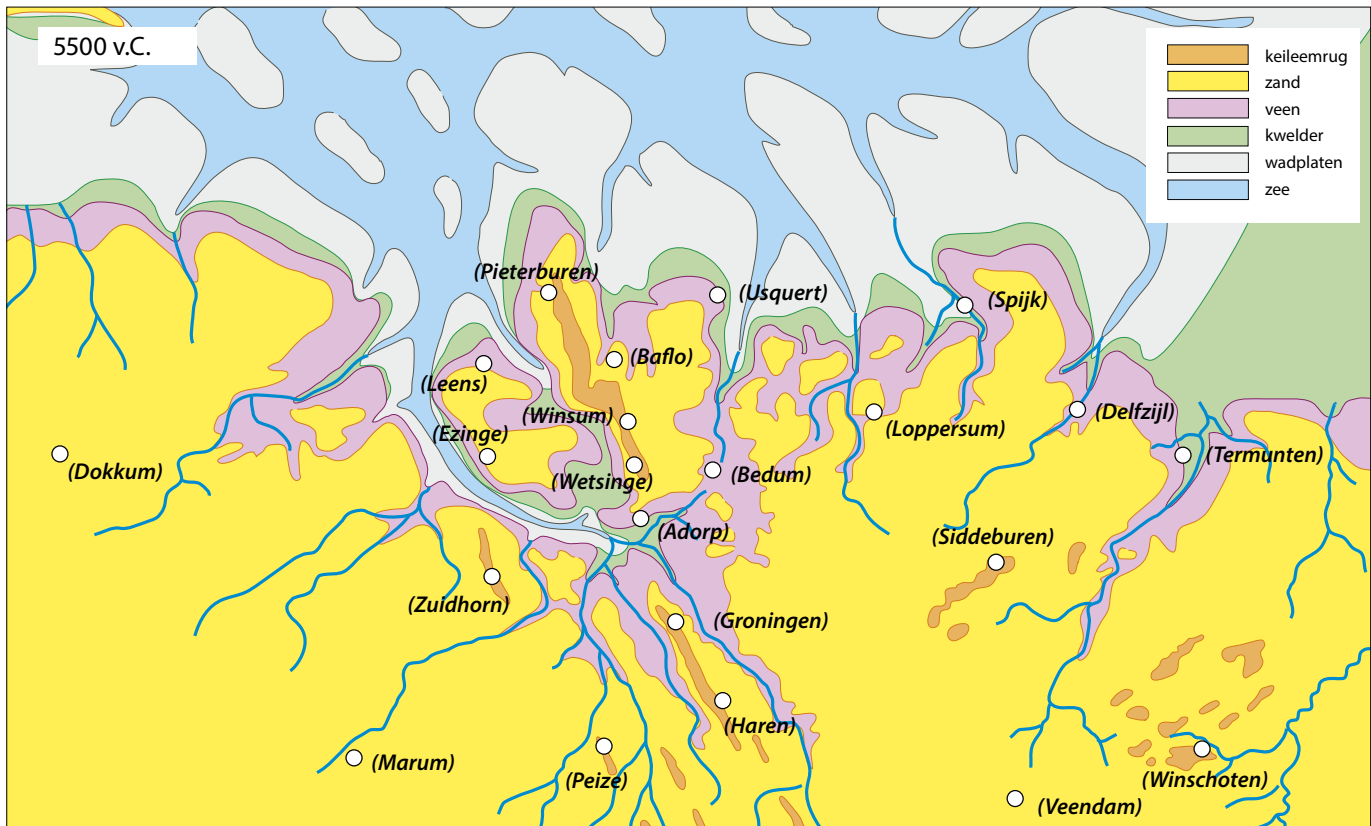 5500 v.C.
keileemrug
zand
veen
kwelder
wadplaten
zee
(Pieterburen)
(Usquert)
(Spijk)
(Baflo)
(Leens)
(Winsum)
(Delfzijl)
(Loppersum)
(Ezinge)
(Termunten)
(Dokkum)
(Wetsinge)
(Bedum)
(Adorp)
(Siddeburen)
(Zuidhorn)
(Groningen)
(Haren)
(Marum)
(Peize)
(Winschoten)
(Veendam)